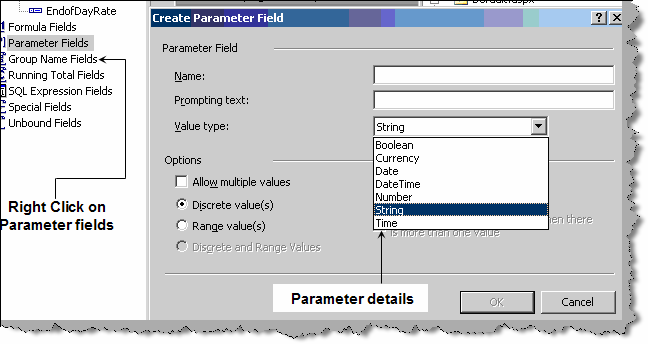 EndofDayRate
Formula Fields
Parameter Fields
Group Name Fields
Running Total Fields
SQL Expression Fields
Special Fields
Unbound Fields
Right Click on
Parameter fields
Create Parameter Field
Parameter Field
Name:
Prompting text:
Value type:
String
Boolean
Currency
Date
DateTime
Number
String
Time
Options
Allow multiple values
Discrete value(s)
Range value(s)
Discrete and Range Values
hen there
is more than one value
Parameter details
OK
Cancel